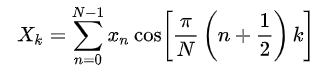 $X_k = \sum_{n=0}^{N-1} x_n \cos\left[\frac{\pi}{N}\left(n+\frac{1}{2}\right)k\right]$